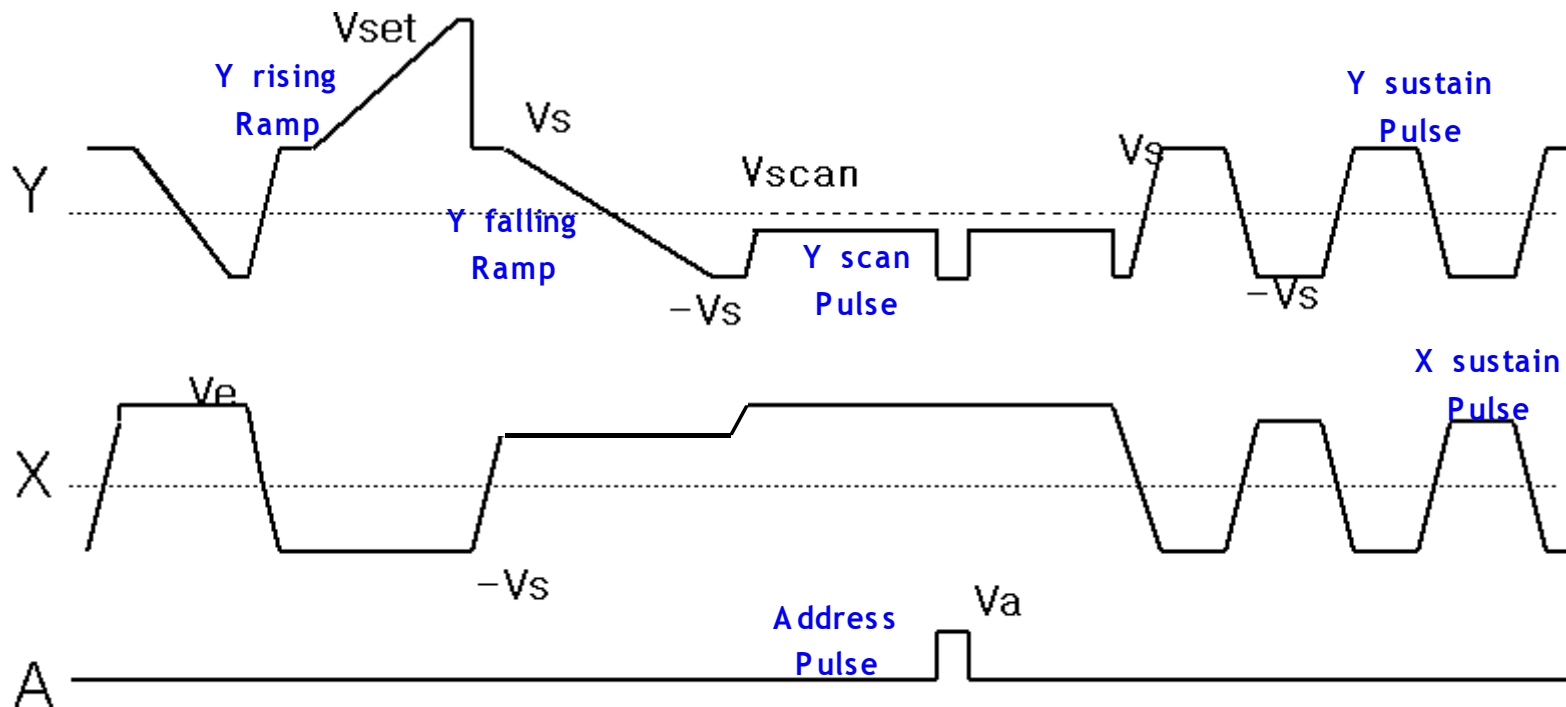 Vset
Y rising
Ramp
Vs
Y sustain
Pulse
Vs
Vscan
Y
Y falling
Ramp
Y scan
Pulse
-Vs
-Vs
X sustain
Pulse
Ve
X
-Vs
Address
Pulse
Va
A